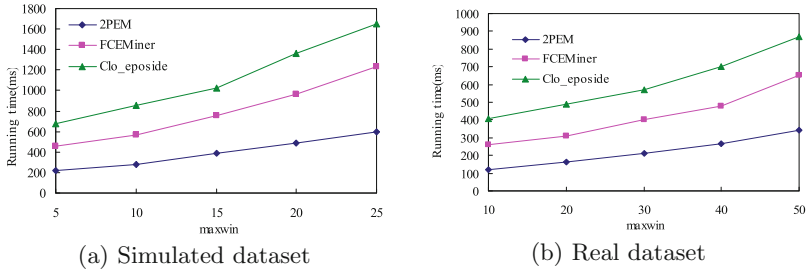 1800
1600
1400
1200
1000
800
600
400
200
0
Running time(ms)
2PEM
FCEMiner
Clo_eposide
5 10 15 20 25
maxwin
(a) Simulated dataset
1000
900
800
700
600
500
400
300
200
100
0
Running time(ms)
2PEM
FCEMiner
Clo_eposide
10 20 30 40 50
maxwin
(b) Real dataset